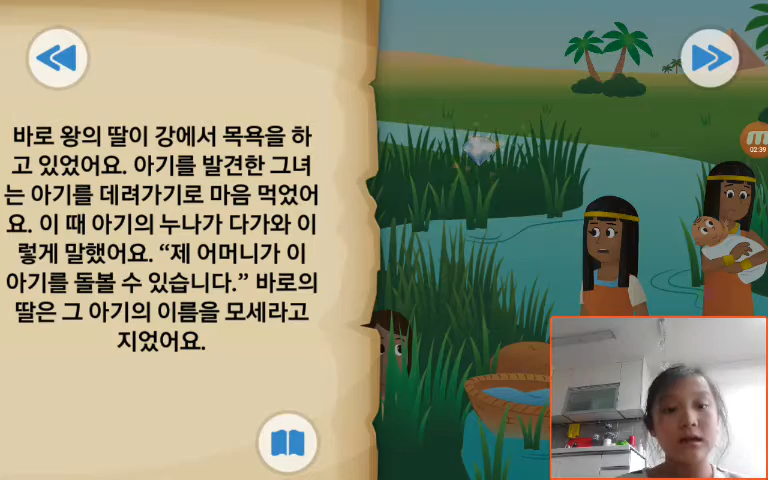 바로 왕의 딸이 강에서 목욕을 하
고 있었어요. 아기를 발견한 그녀
는 아기를 데려가기로 마음 먹었어
요. 이 때 아기의 누나가 다가와 이
렇게 말했어요. “제 어머니가 이
아기를 돌볼 수 있습니다.” 바로의
딸은 그 아기의 이름을 모세라고
지었어요.
02:39